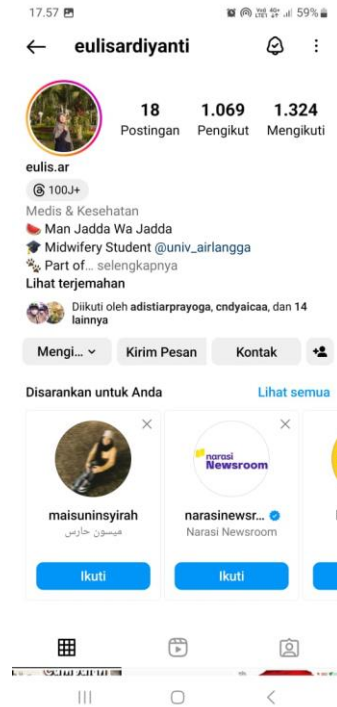 17.57
59%
eulisardiyanti
18 1.069 1.324
Postingan Pengikut Mengikuti
eulis.ar
100J+
Medis & Kesehatan
🍉 Man Jadda Wa Jadda
🎓 Midwifery Student @univ_airlangga
🐾 Part of... selengkapnya
Lihat terjemahan
Diikuti oleh adistiarprayoga, cndyaicaa, dan 14
lainnya
Mengi... Kirim Pesan Kontak
Disarankan untuk Anda Lihat semua
narasi
Newsroom
maisuninsyirah narasinewsr...
ميسون حارس Narasi Newsroom
Ikuti Ikuti